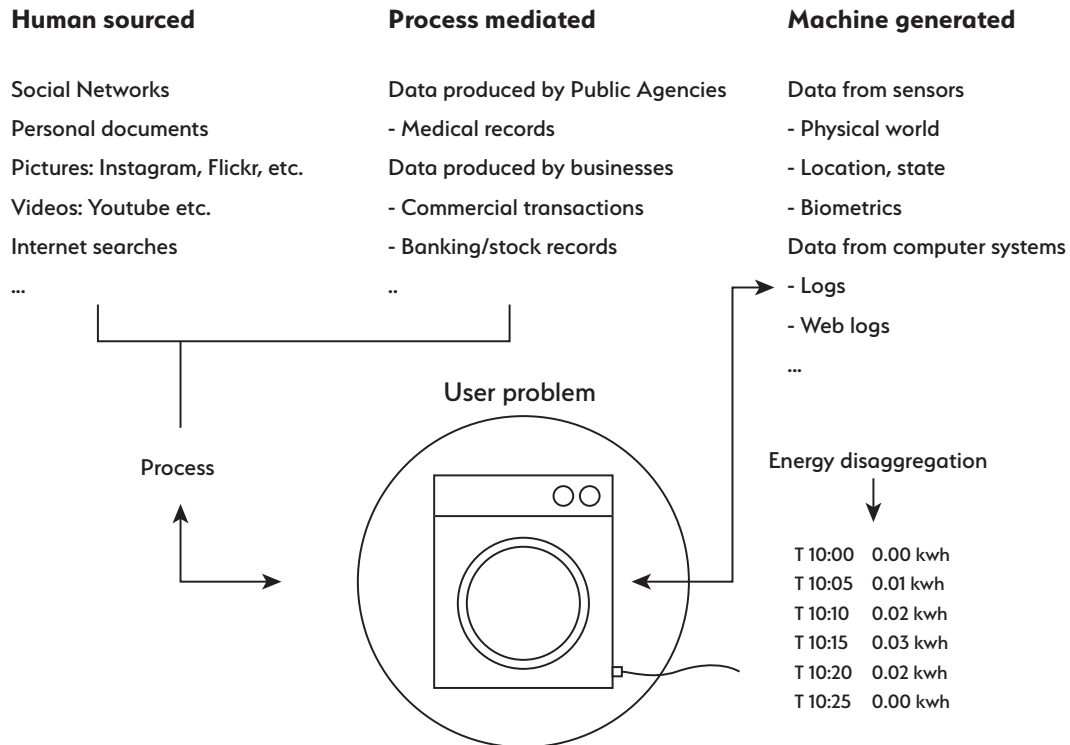 Human sourced
Social Networks
Personal documents
Pictures: Instagram, Flickr, etc.
Videos: Youtube etc.
Internet searches
...
Process mediated
Data produced by Public Agencies
- Medical records
Data produced by businesses
- Commercial transactions
- Banking/stock records
..
Machine generated
Data from sensors
- Physical world
- Location, state
- Biometrics
Data from computer systems
- Logs
- Web logs
...
User problem
Process
Energy disaggregation
T 10:00 0.00 kwh
T 10:05 0.01 kwh
T 10:10 0.02 kwh
T 10:15 0.03 kwh
T 10:20 0.02 kwh
T 10:25 0.00 kwh